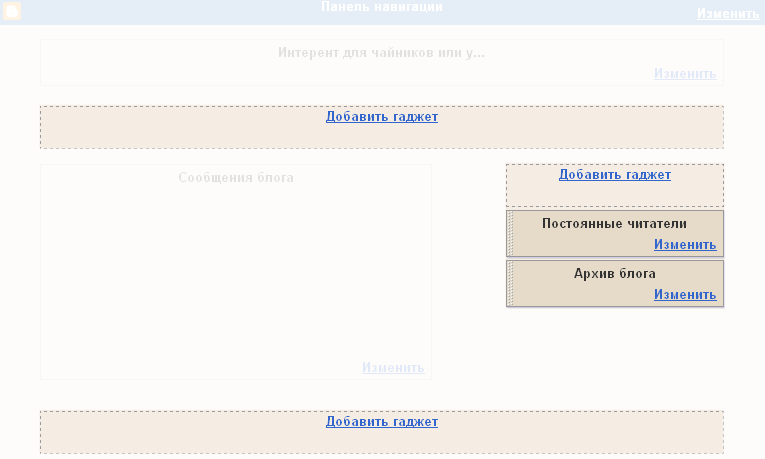 Панель навигации
Изменить
Интерент для чайников или у...
Изменить
Добавить гаджет
Сообщения блога
Изменить
Добавить гаджет
Постоянные читатели
Изменить
Архив блога
Изменить
Добавить гаджет